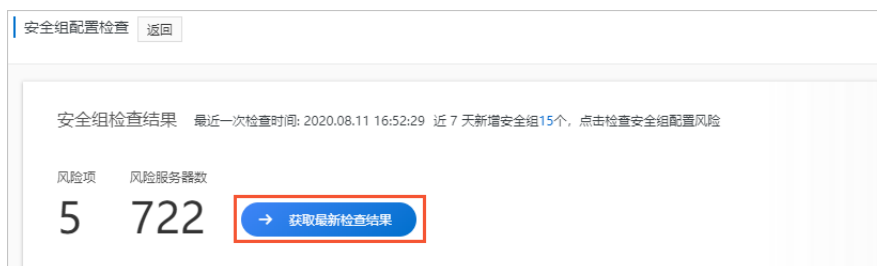 安全组配置检查 返回
安全组检查结果 最近一次检查时间: 2020.08.11 16:52:29 近 7 天新增安全组15个，点击检查安全组配置风险
风险项 风险服务器数
5 722 → 获取最新检查结果